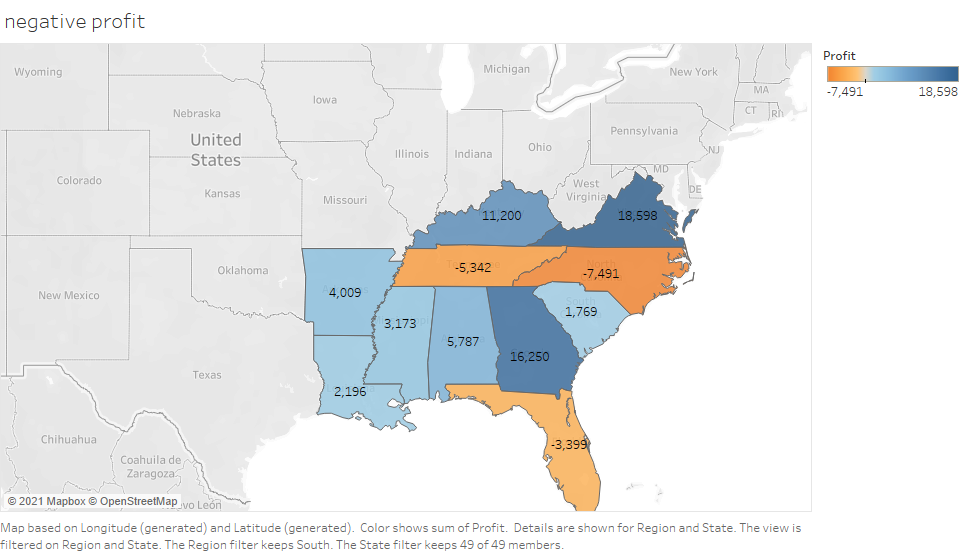 negative profit
Profit
-7,491 18,598
Wyoming
Michigan
New York
Iowa
MA
Nebraska
CT RI
United
States
Pennsylvania
Illinois Indiana Ohio
NJ
MD
Colorado
Kansas
West
Virginia
DE
Missouri
11,200
18,598
Oklahoma
-5,342
North
-7,491
New Mexico
4,009
3,173
South
1,769
5,787
16,250
Texas
2,196
Chihuahua
-3,399
Coahuila de
Zaragoza
Nuevo León
© 2021 Mapbox © OpenStreetMap
Map based on Longitude (generated) and Latitude (generated). Color shows sum of Profit. Details are shown for Region and State. The view is
filtered on Region and State. The Region filter keeps South. The State filter keeps 49 of 49 members.